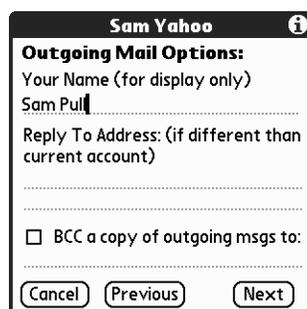 Sam Yahoo
Outgoing Mail Options:
Your Name (for display only)
Sam Pull
Reply To Address: (if different than
current account)
BCC a copy of outgoing msgs to:
Cancel Previous Next